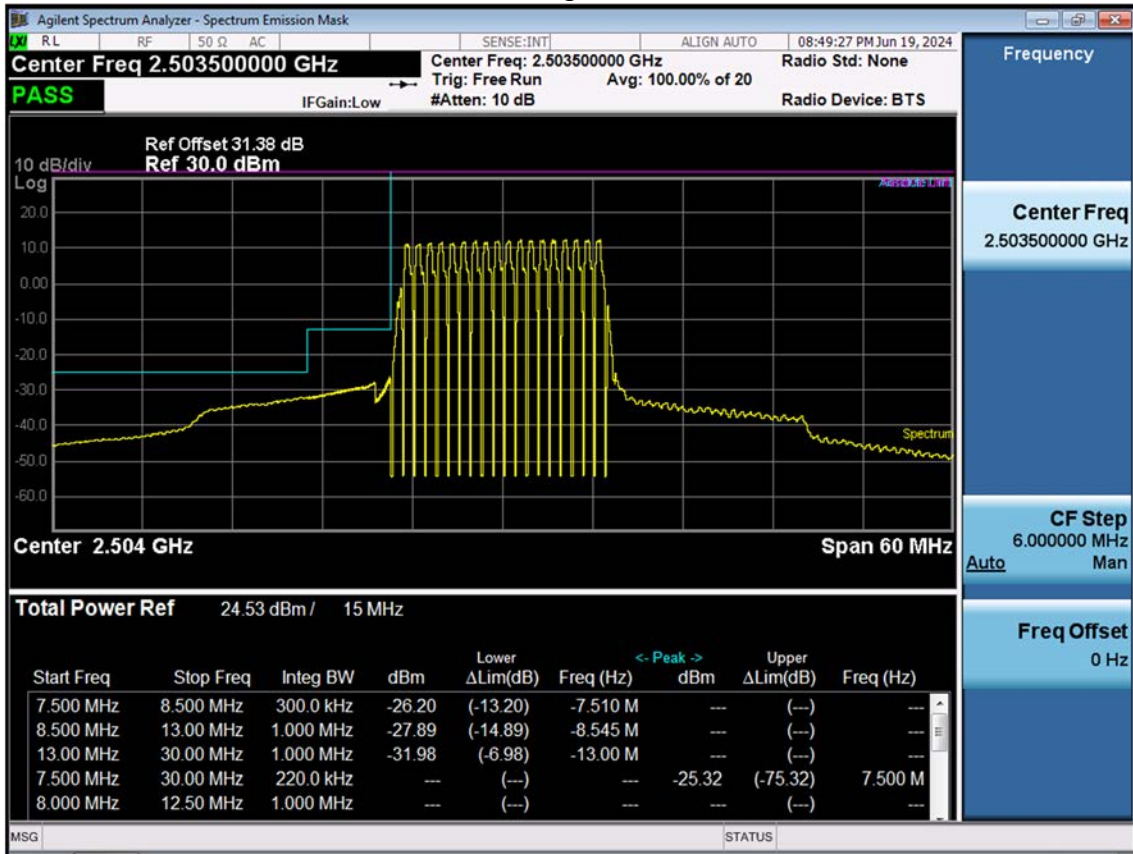 Agilent Spectrum Analyzer - Spectrum Emission Mask
LXI RL RF 50 Ω AC SENSE:INT ALIGN AUTO 08:49:27 PM Jun 19, 2024
Center Freq 2.503500000 GHz
Center Freq: 2.503500000 GHz Radio Std: None
Trig: Free Run Avg: 100.00% of 20
PASS IFGain:Low #Atten: 10 dB Radio Device: BTS
Ref Offset 31.38 dB
10 dB/div Ref 30.0 dBm
Log
Absolute Limit
20.0
10.0
0.00
-10.0
-20.0
-30.0
-40.0
Spectrum
-50.0
-60.0
Center 2.504 GHz Span 60 MHz
Total Power Ref 24.53 dBm / 15 MHz
Lower <- Peak -> Upper
Start Freq Stop Freq Integ BW dBm ΔLim(dB) Freq (Hz) dBm ΔLim(dB) Freq (Hz)
7.500 MHz 8.500 MHz 300.0 kHz -26.20 (-13.20) -7.510 M --- (---) ---
8.500 MHz 13.00 MHz 1.000 MHz -27.89 (-14.89) -8.545 M --- (---) ---
13.00 MHz 30.00 MHz 1.000 MHz -31.98 (-6.98) -13.00 M --- (---) ---
7.500 MHz 30.00 MHz 220.0 kHz --- (---) --- -25.32 (-75.32) 7.500 M
8.000 MHz 12.50 MHz 1.000 MHz --- (---) --- --- (---) ---
MSG STATUS
Frequency
Center Freq
2.503500000 GHz
CF Step
6.000000 MHz
Auto Man
Freq Offset
0 Hz